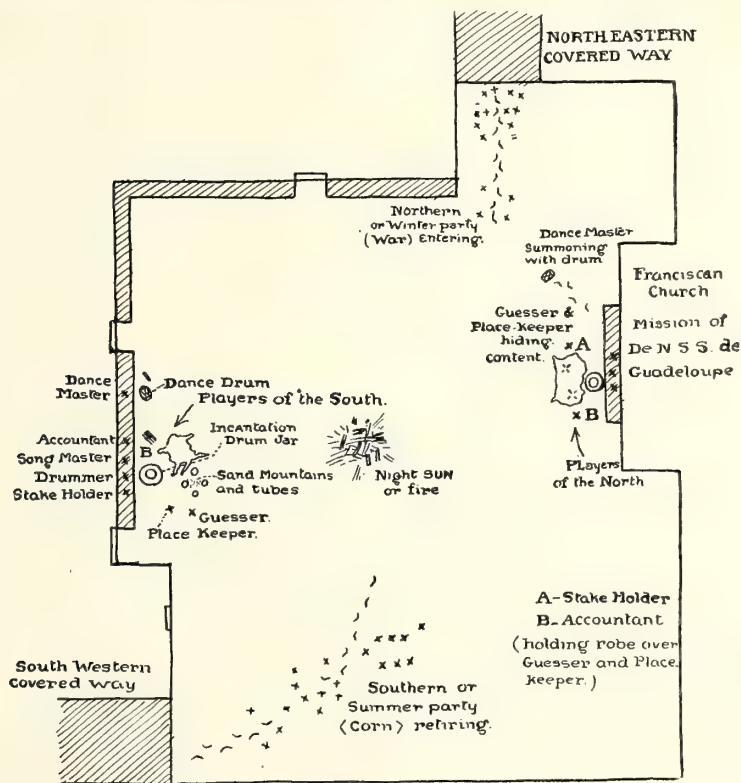 NORTH EASTERN
COVERED WAY
Northern
or Winter party
(War) Entering.
Dance Master
Summoning
with drum
Franciscan
Church
Mission of
De N S S. de
Guadeloupe
Guesser &
Place-Keeper
hiding
content.
A
B
Players
of the North
Dance
Master
Dance Drum
Players of the South.
Accountant
Song Master
Drummer
Stake Holder
B
Incantation
Drum Jar
Sand Mountains
and tubes
Guesser.
Place Keeper.
Night SUN
or fire
A-Stake Holder
B-Accountant
(holding robe over
Guesser and Place
keeper.)
South Western
Covered Way
Southern or
Summer party
(Corn) retiring.